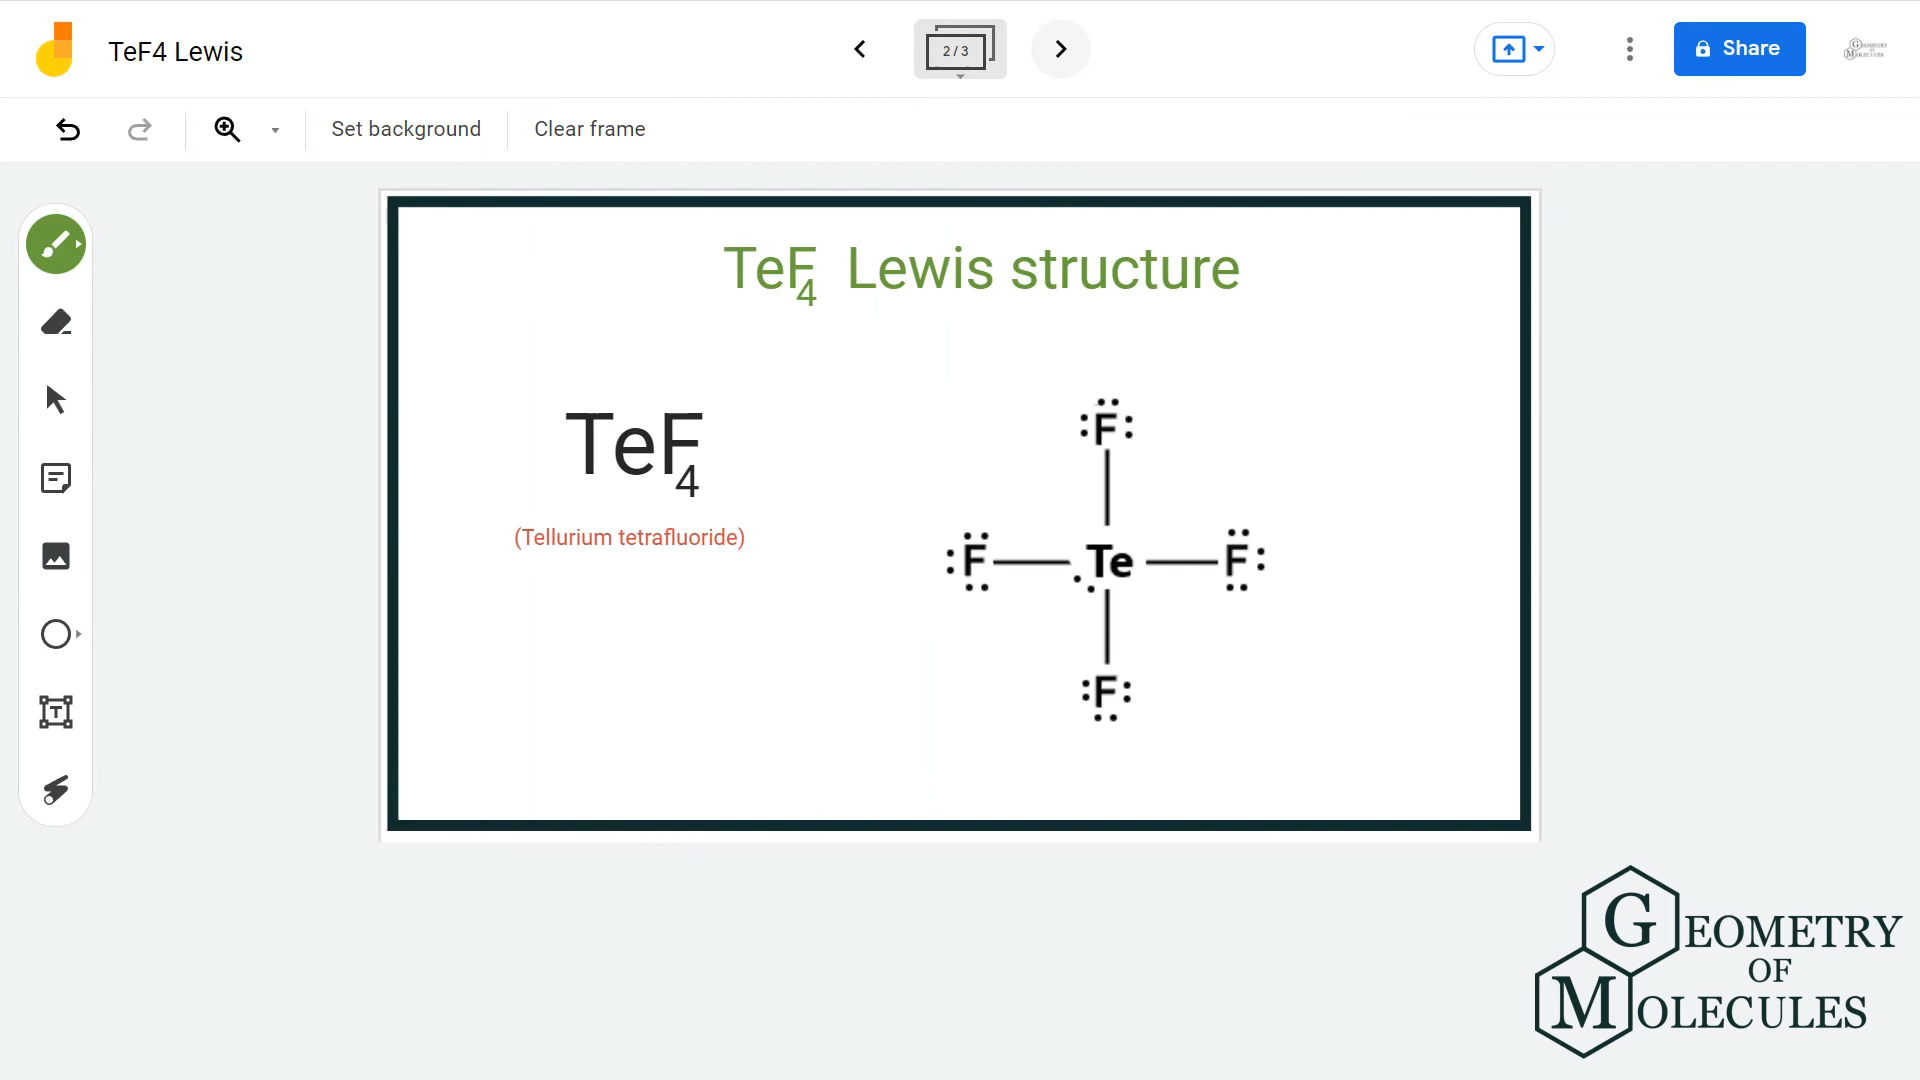 TeF4 Lewis
2 / 3
Share
Set background
Clear frame
TeF4 Lewis structure
TeF4
(Tellurium tetrafluoride)
F
F Te F
F
GEOMETRY
OF
MOLECULES